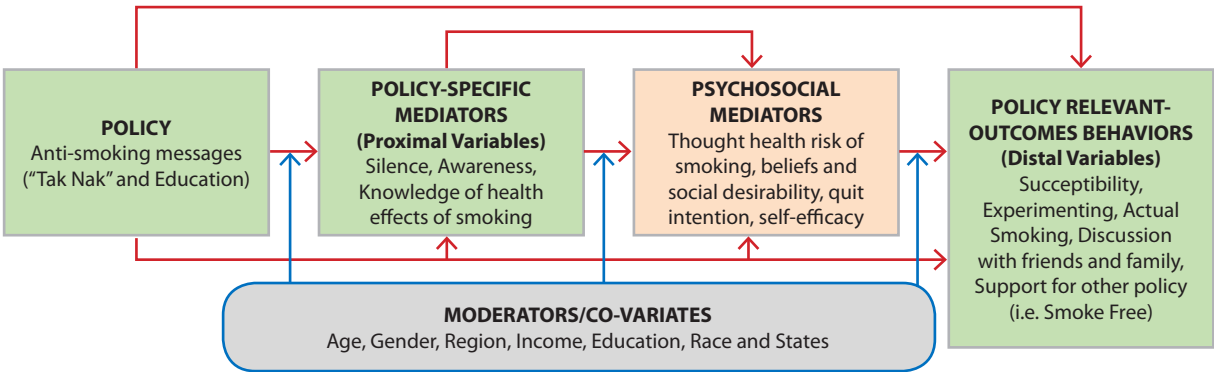 POLICY
Anti-smoking messages
(“Tak Nak” and Education)
POLICY-SPECIFIC
MEDIATORS
(Proximal Variables)
Silence, Awareness,
Knowledge of health
effects of smoking
PSYCHOSOCIAL
MEDIATORS
Thought health risk of
smoking, beliefs and
social desirability, quit
intention, self-efficacy
POLICY RELEVANT-
OUTCOMES BEHAVIORS
(Distal Variables)
Succeptibility,
Experimenting, Actual
Smoking, Discussion
with friends and family,
Support for other policy
(i.e. Smoke Free)
MODERATORS/CO-VARIATES
Age, Gender, Region, Income, Education, Race and States